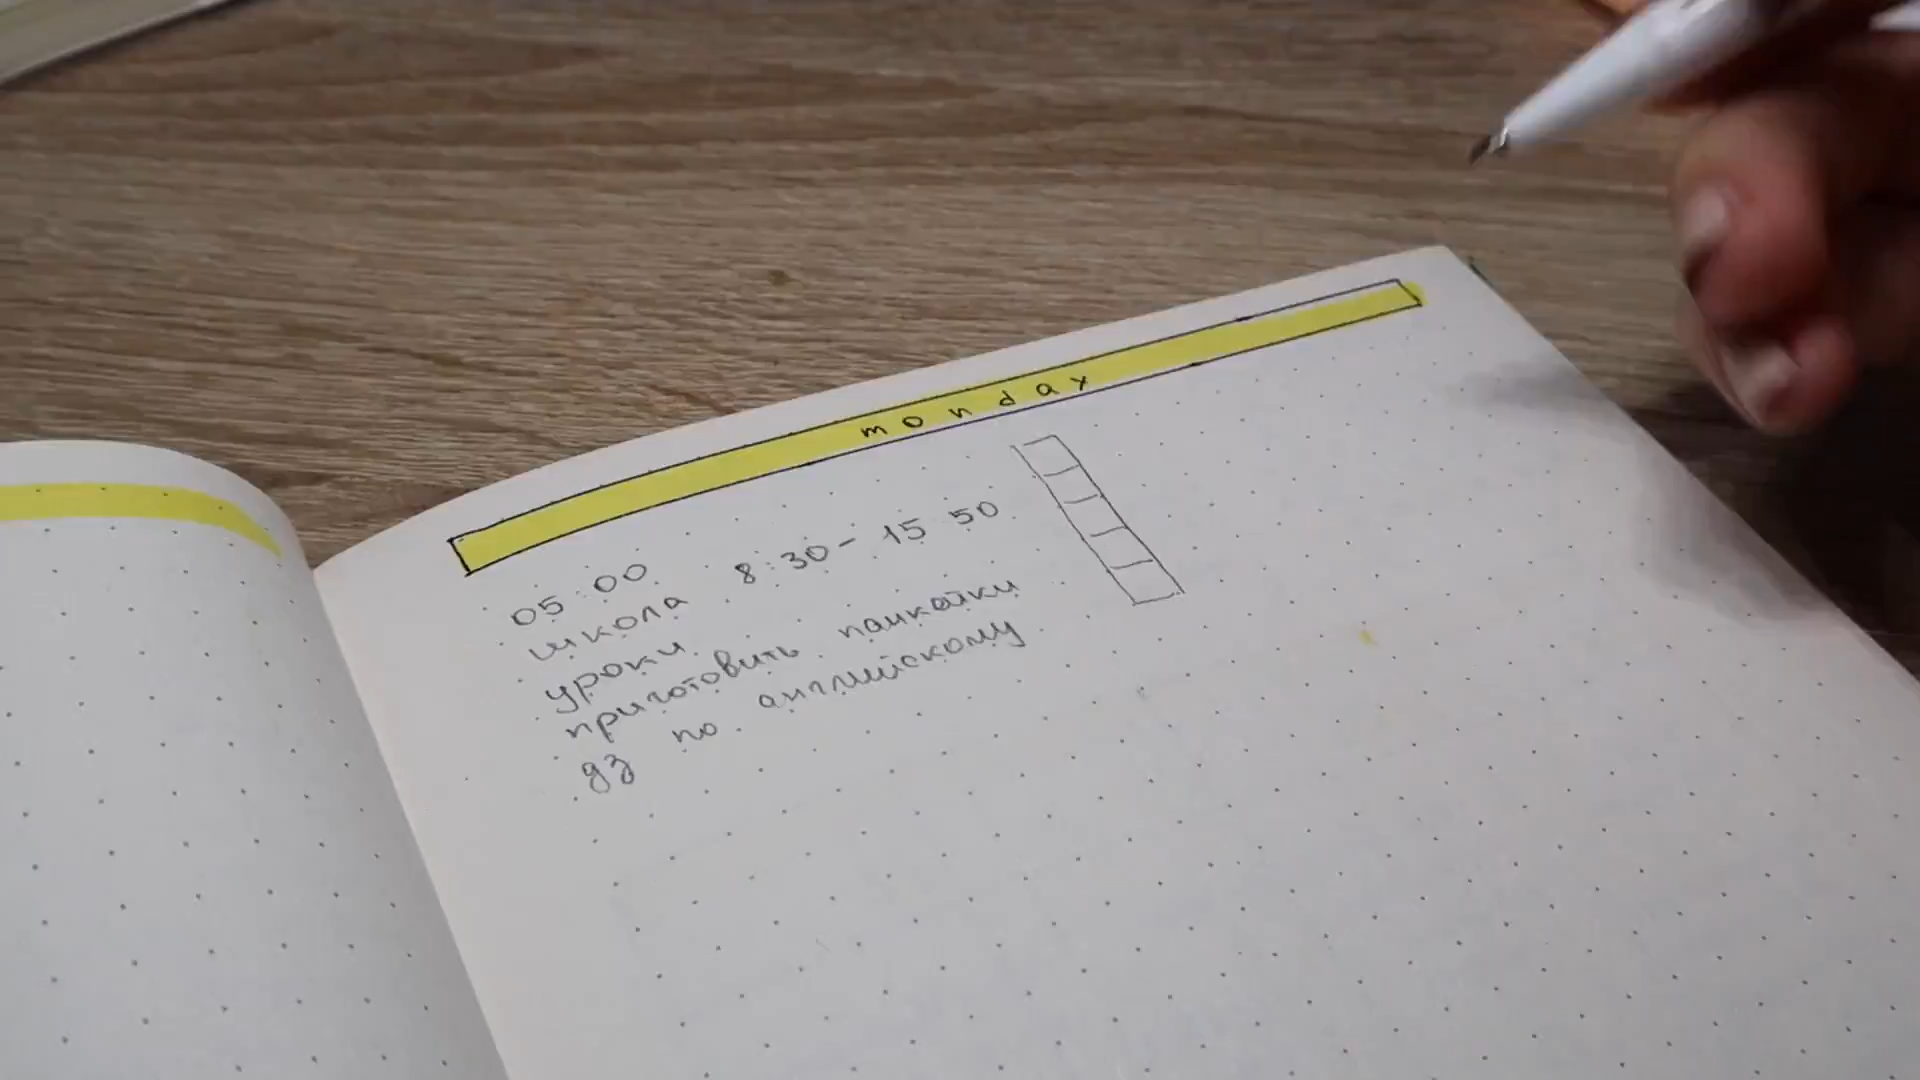 monday
05:00
школа 8:30- 15 50
уроки
приготовить панкейки
дз по английскому